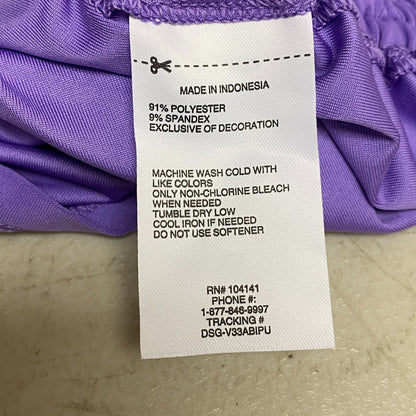 MADE IN INDONESIA
91% POLYESTER
9% SPANDEX
EXCLUSIVE OF DECORATION
MACHINE WASH COLD WITH
LIKE COLORS
ONLY NON-CHLORINE BLEACH
WHEN NEEDED
TUMBLE DRY LOW
COOL IRON IF NEEDED
DO NOT USE SOFTENER
RN# 104141
PHONE #:
1-877-846-9997
TRACKING #
DSG-V33ABIPU